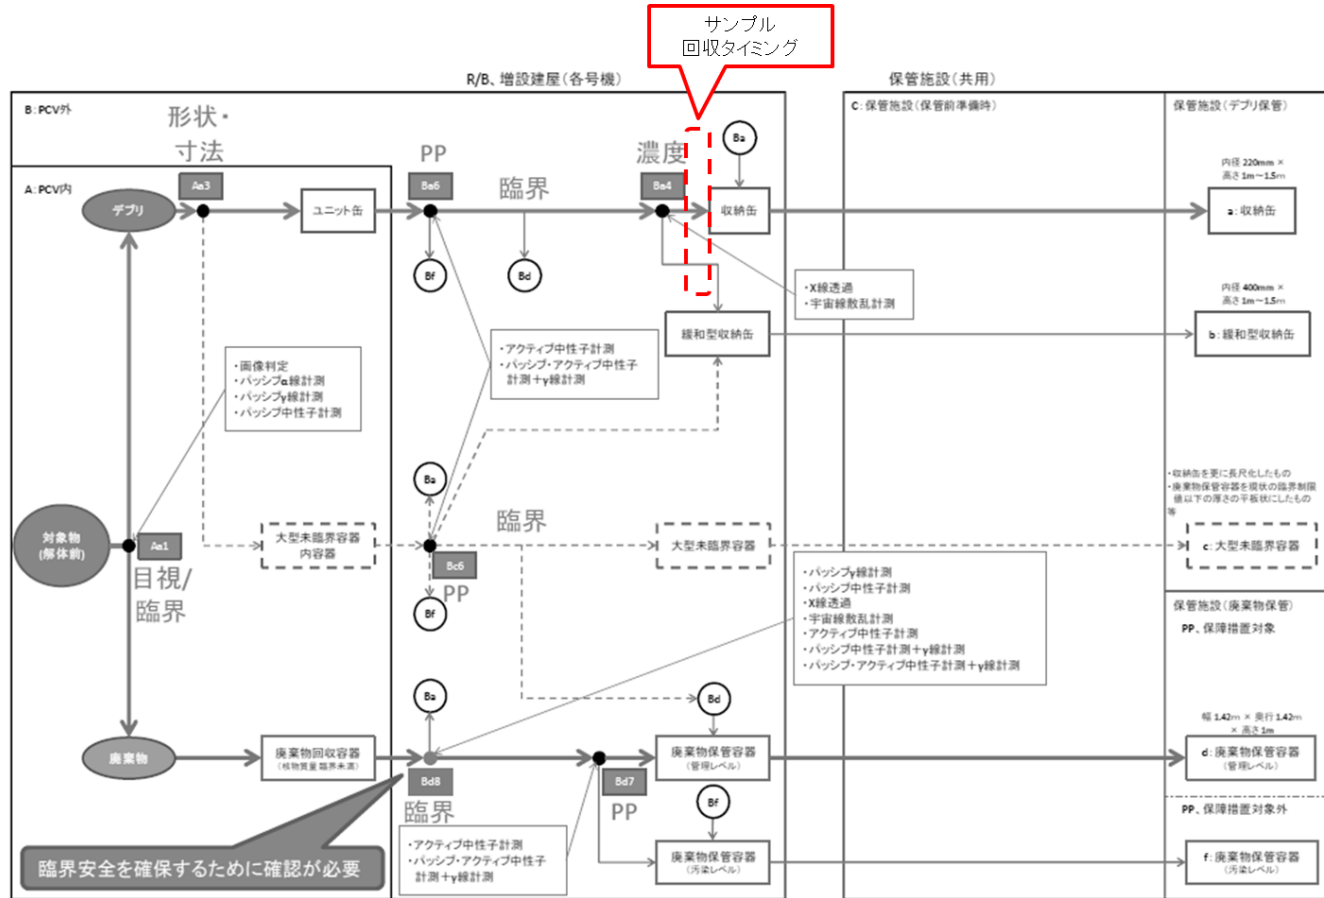 サンプル
回収タイミング
R/B、増設建屋（各号機）
保管施設（共用）
B：PCV外
C：保管施設（保管前準備時）
保管施設（デブリ保管）
形状・
寸法
A：PCV内
Aa3
デブリ
ユニット缶
PP
Ba6
臨界
濃度
Ba4
Ba
収納缶
内径 220mm ×
高さ 1m～1.5m
a：収納缶
Bf
Bd
・X線透過
・宇宙線散乱計測
内径 400mm ×
高さ 1m～1.5m
緩和型収納缶
b：緩和型収納缶
・アクティブ中性子計測
・パッシブ・アクティブ中性子
計測＋γ線計測
・画像判定
・パッシブα線計測
・パッシブγ線計測
・パッシブ中性子計測
・収納缶を更に長尺化したもの
・廃棄物保管容器を現状の臨界制限
値以下の厚さの平板状にしたもの
等
Ba
臨界
対象物
(解体前)
Aa1
目視/
臨界
大型未臨界容器
内容器
Bc6
PP
大型未臨界容器
c：大型未臨界容器
Bf
・パッシブγ線計測
・パッシブ中性子計測
・X線透過
・宇宙線散乱計測
・アクティブ中性子計測
・パッシブ中性子計測＋γ線計測
・パッシブ・アクティブ中性子計測＋γ線計測
保管施設（廃棄物保管）
PP、保障措置対象
Ba
Bd
幅 1.42m × 奥行 1.42m
× 高さ 1m
廃棄物
廃棄物回収容器
（核物質量臨界未満）
Bd8
臨界
Bd7
PP
廃棄物保管容器
（管理レベル）
d：廃棄物保管容器
（管理レベル）
Bf
PP、保障措置対象外
臨界安全を確保するために確認が必要
・アクティブ中性子計測
・パッシブ・アクティブ中性子
計測＋γ線計測
廃棄物保管容器
（汚染レベル）
f：廃棄物保管容器
（汚染レベル）